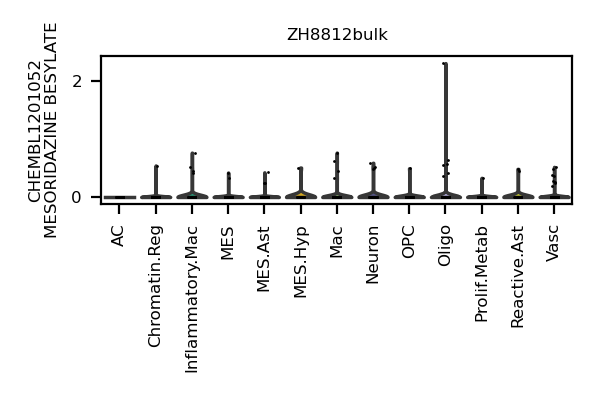 ZH8812bulk
CHEMBL1201052
MESORIDAZINE BESYLATE
2
0
AC
Chromatin.Reg
Inflammatory.Mac
MES
MES.Ast
MES.Hyp
Mac
Neuron
OPC
Oligo
Prolif.Metab
Reactive.Ast
Vasc